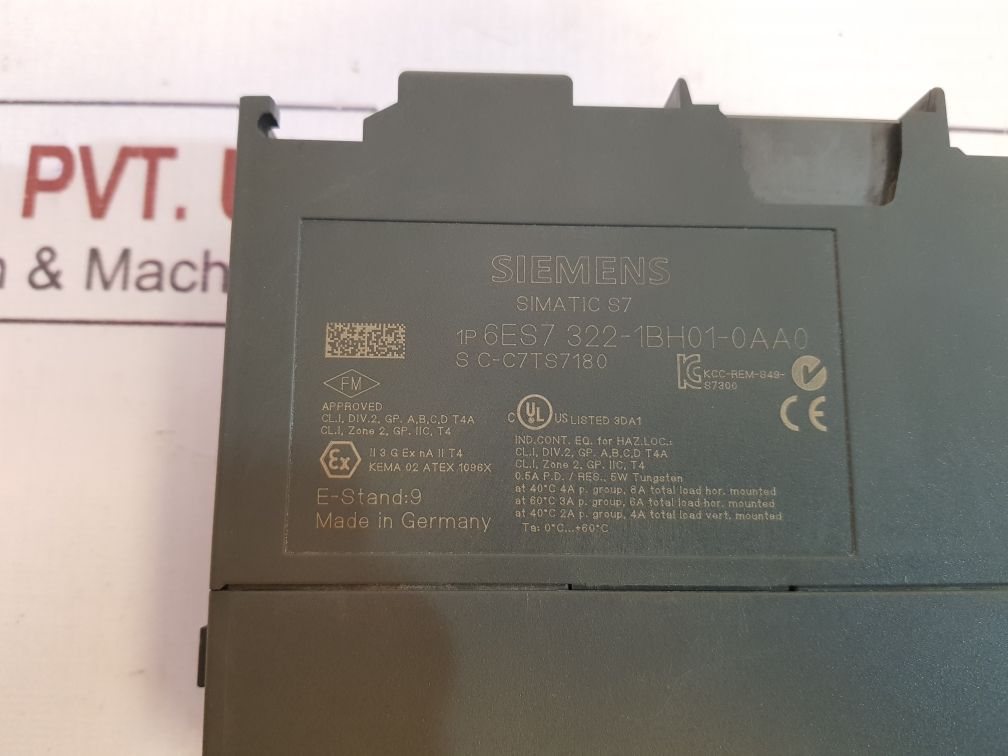 PVT.
& Mach
SIEMENS
SIMATIC S7
1P 6ES7 322-1BH01-0AA0
S C-C7TS7180
KCC-REM-S49-
S7300
FM
APPROVED
CL.I, DIV.2, GP. A,B,C,D T4A
CL.I, Zone 2, GP. IIC, T4
Ex
II 3 G Ex nA II T4
KEMA 02 ATEX 1096X
E-Stand:9
Made in Germany
C UL US LISTED 3DA1
IND.CONT. EQ. for HAZ.LOC.:
CL.I, DIV.2, GP. A,B,C,D T4A
CL.I, Zone 2, GP. IIC, T4
0.5A P.D. / RES., 5W Tungsten
at 40°C 4A p. group, 8A total load hor. mounted
at 60°C 3A p. group, 6A total load hor. mounted
at 40°C 2A p. group, 4A total load vert. mounted
Ta: 0°C...+60°C
CE